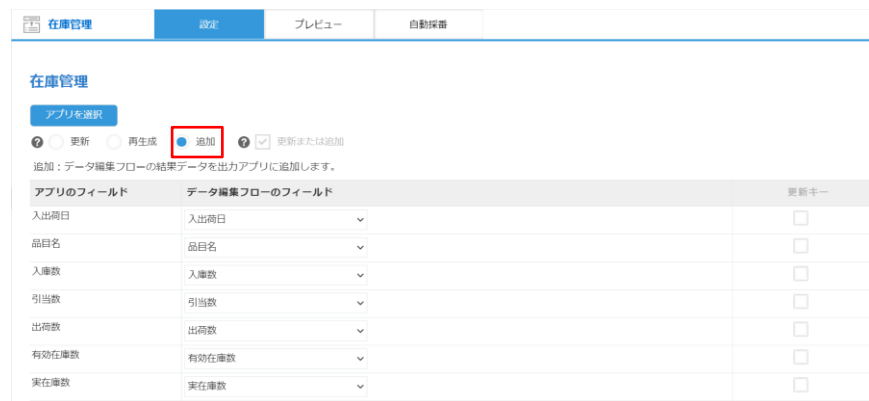 在庫管理 設定 プレビュー 自動採番
在庫管理
アプリを選択
? 更新 再生成 追加 ? 更新または追加
追加：データ編集フローの結果データを出力アプリに追加します。
アプリのフィールド データ編集フローのフィールド 更新キー
入出荷日 入出荷日
品目名 品目名
入庫数 入庫数
引当数 引当数
出荷数 出荷数
有効在庫数 有効在庫数
実在庫数 実在庫数